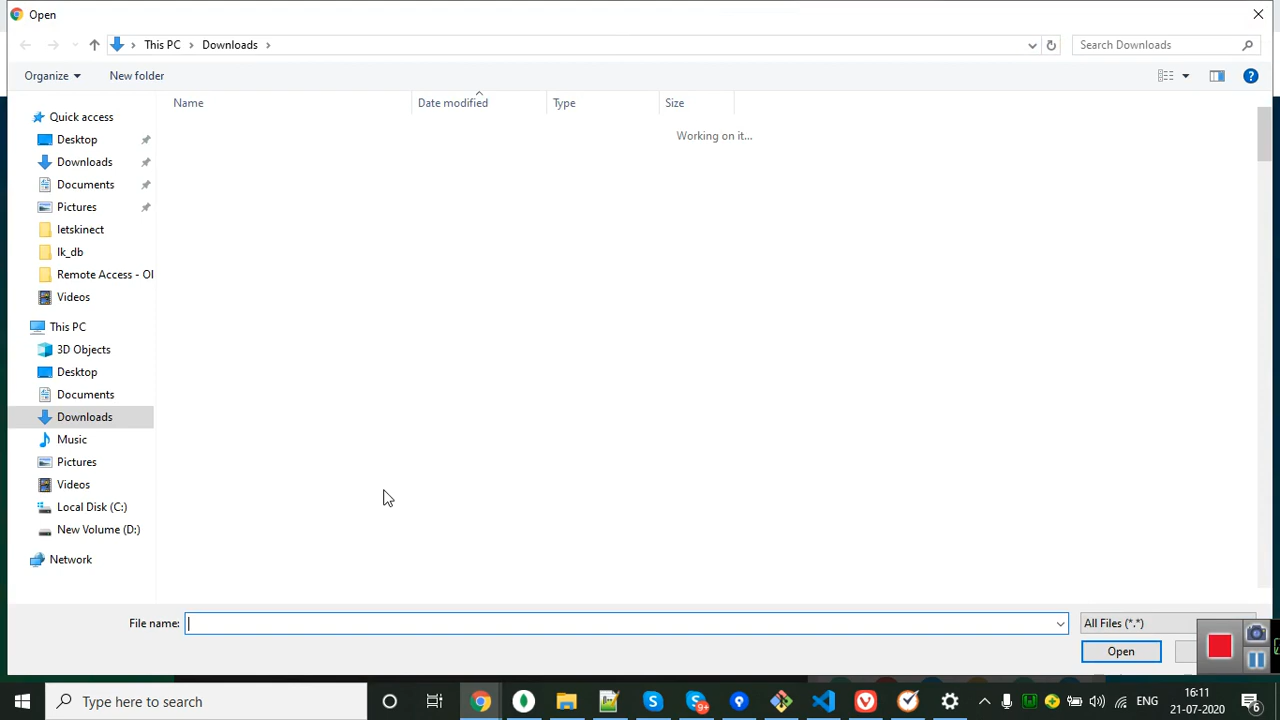 Open
This PC
Downloads
Search Downloads
Organize
New folder
Name
Date modified
Type
Size
Working on it...
Quick access
Desktop
Downloads
Documents
Pictures
letskinect
lk_db
Remote Access - Ol
Videos
This PC
3D Objects
Desktop
Documents
Downloads
Music
Pictures
Videos
Local Disk (C:)
New Volume (D:)
Network
File name:
All Files (*.*)
Open
Type here to search
9+
ENG
16:11
21-07-2020
6